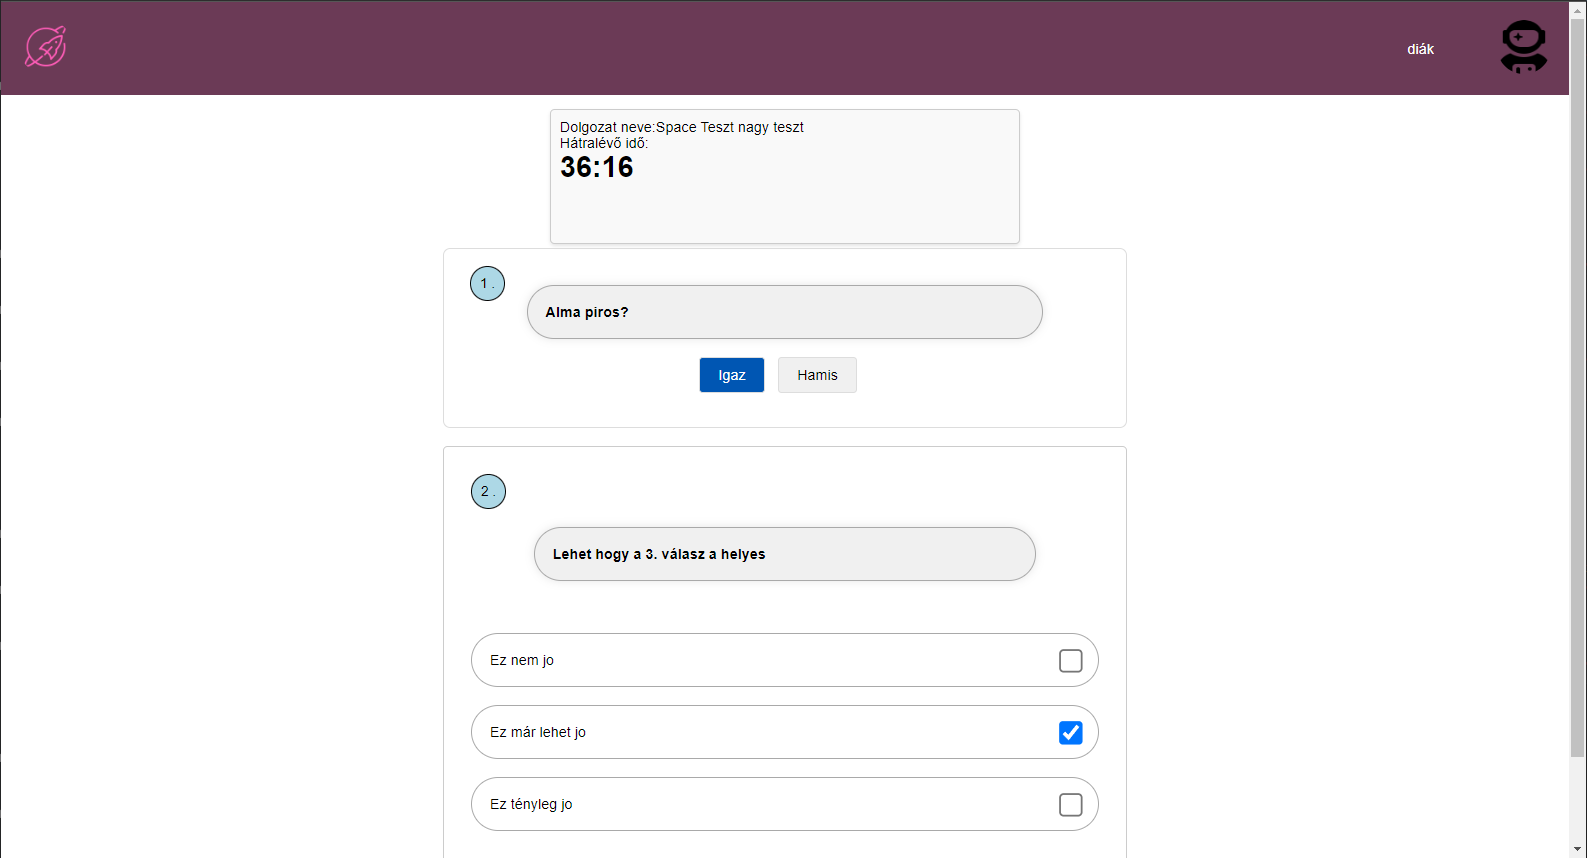 diák
Dolgozat neve:Space Teszt nagy teszt
Hátralévő idő:
36:16
1 .
Alma piros?
Igaz
Hamis
2 .
Lehet hogy a 3. válasz a helyes
Ez nem jo
Ez már lehet jo
Ez tényleg jo